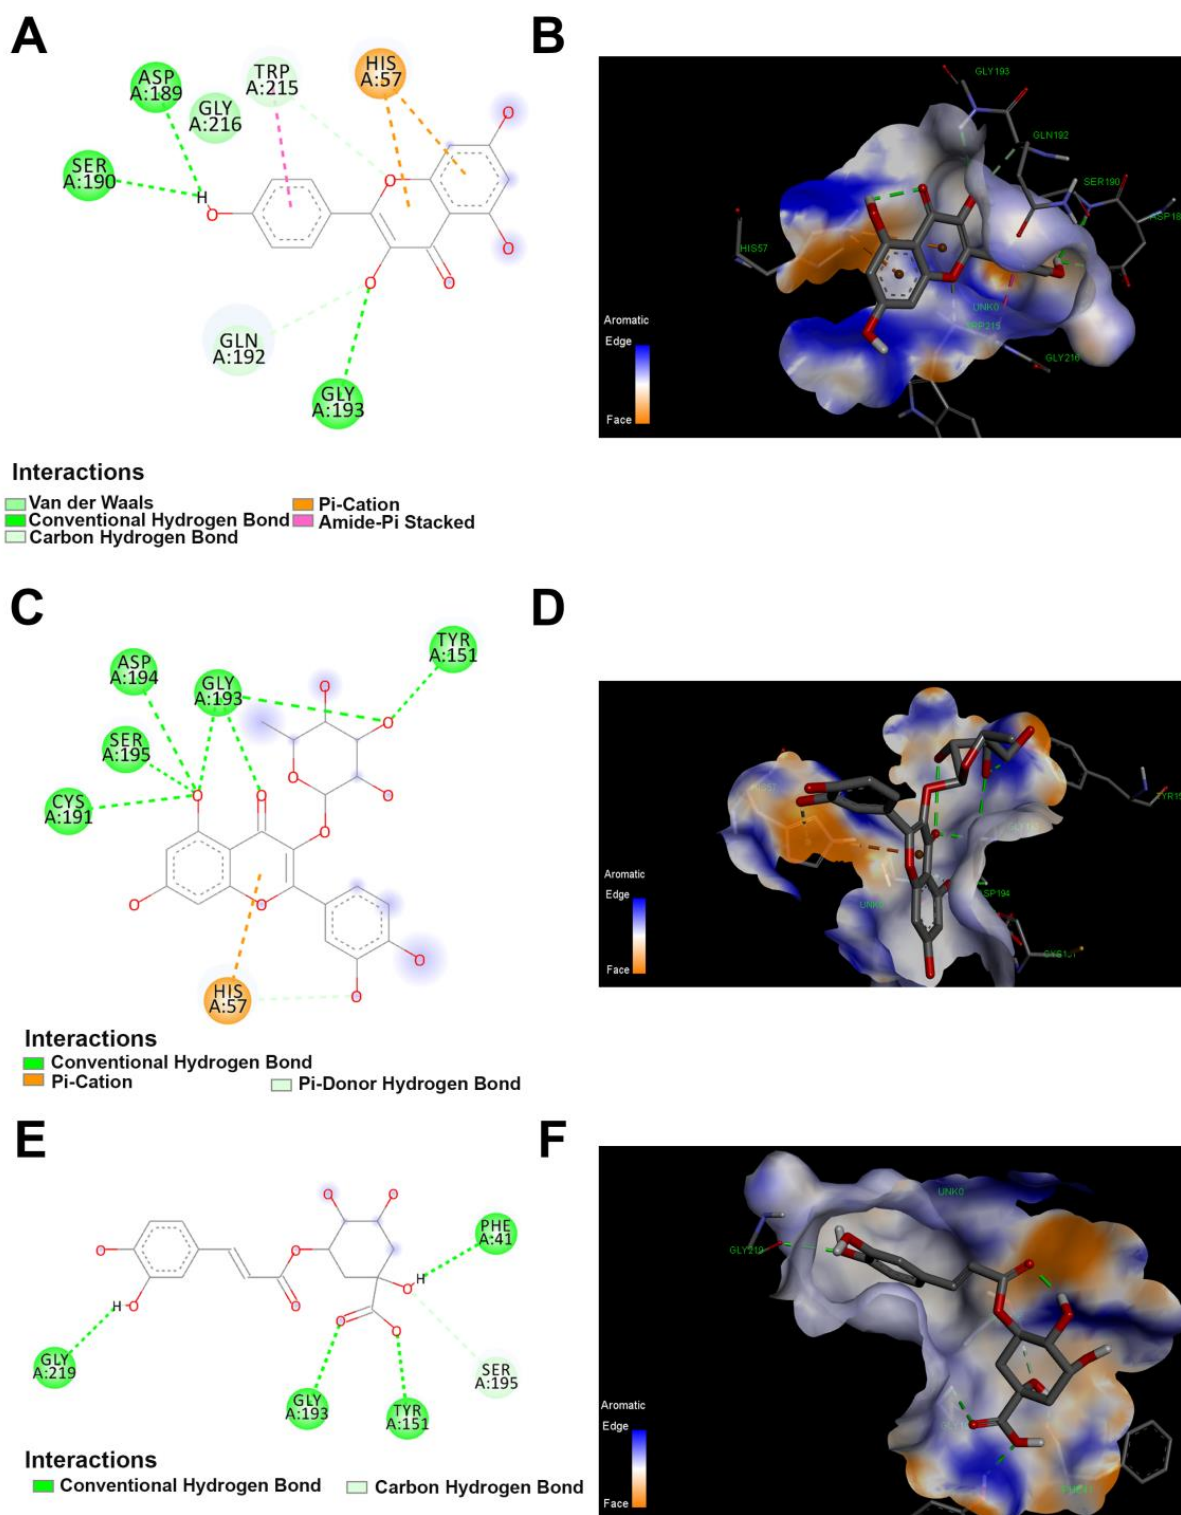 A
ASP
A:189
GLY
A:216
TRP
A:215
HIS
A:57
SER
A:190
H
O
O
O
O
O
O
GLN
A:192
GLY
A:193
Interactions
Van der Waals
Conventional Hydrogen Bond
Carbon Hydrogen Bond
Pi-Cation
Amide-Pi Stacked
B
GLY193
GLN192
SER190
HIS57
UNK0
GLY216
Aromatic
Edge
Face
C
ASP
A:194
GLY
A:193
TYR
A:151
SER
A:195
CYS
A:191
O
O
O
O
O
O
O
O
O
O
O
HIS
A:57
Interactions
Conventional Hydrogen Bond
Pi-Cation
Pi-Donor Hydrogen Bond
D
ASP194
Aromatic
Edge
Face
E
PHE
A:41
O
O
O
O
H
O
H
O
O
O
O
GLY
A:219
GLY
A:193
TYR
A:151
SER
A:195
Interactions
Conventional Hydrogen Bond
Carbon Hydrogen Bond
F
UNK0
GLY219
Aromatic
Edge
Face